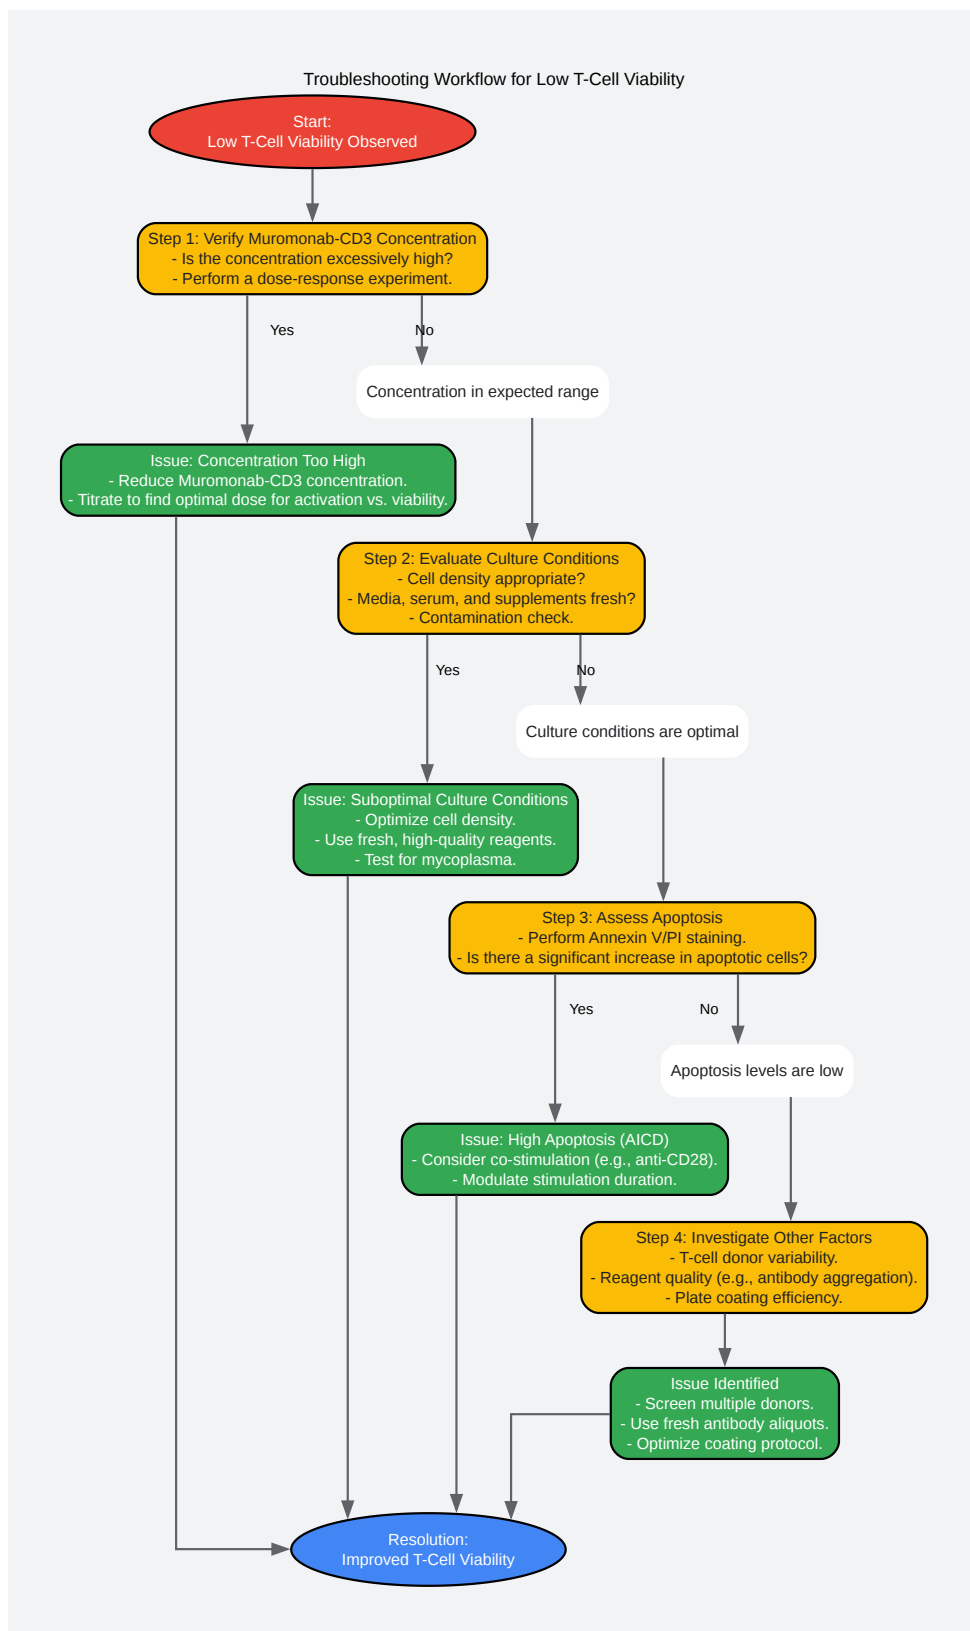 Troubleshooting Workflow for Low T-Cell Viability
Start:
Low T-Cell Viability Observed
Step 1: Verify Muromonab-CD3 Concentration
- Is the concentration excessively high?
- Perform a dose-response experiment.
Yes
No
Concentration in expected range
Issue: Concentration Too High
- Reduce Muromonab-CD3 concentration.
- Titrate to find optimal dose for activation vs. viability.
Step 2: Evaluate Culture Conditions
- Cell density appropriate?
- Media, serum, and supplements fresh?
- Contamination check.
Yes
No
Culture conditions are optimal
Issue: Suboptimal Culture Conditions
- Optimize cell density.
- Use fresh, high-quality reagents.
- Test for mycoplasma.
Step 3: Assess Apoptosis
- Perform Annexin V/PI staining.
- Is there a significant increase in apoptotic cells?
Yes
No
Apoptosis levels are low
Issue: High Apoptosis (AICD)
- Consider co-stimulation (e.g., anti-CD28).
- Modulate stimulation duration.
Step 4: Investigate Other Factors
- T-cell donor variability.
- Reagent quality (e.g., antibody aggregation).
- Plate coating efficiency.
Issue Identified
- Screen multiple donors.
- Use fresh antibody aliquots.
- Optimize coating protocol.
Resolution:
Improved T-Cell Viability